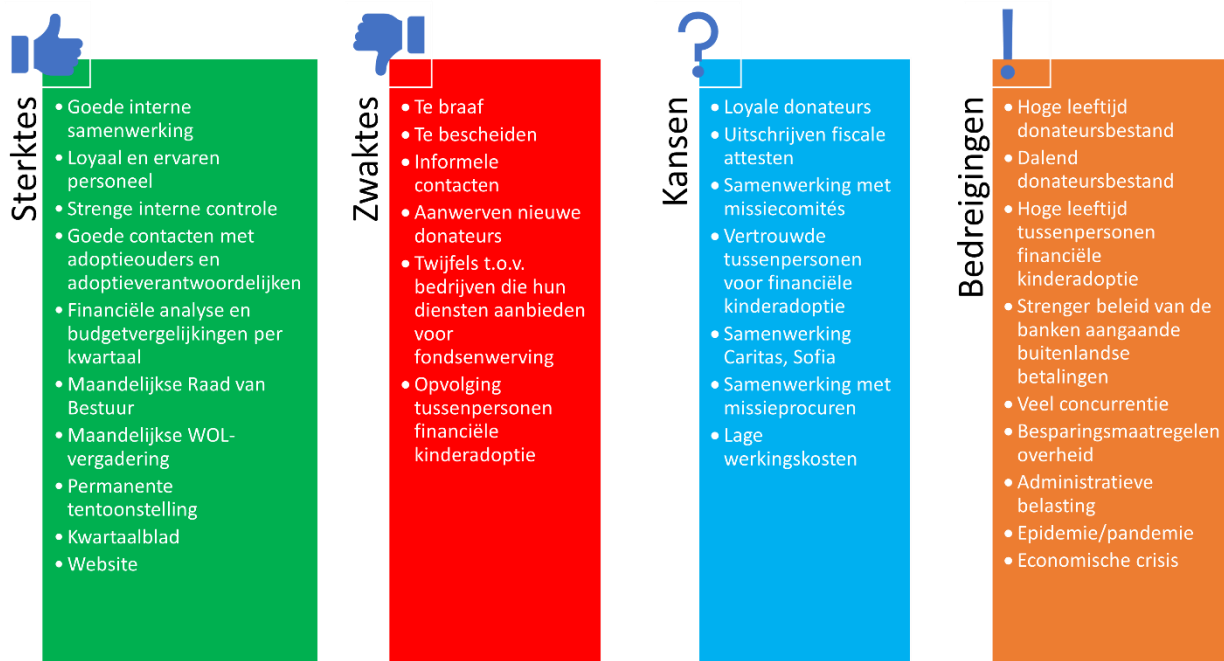 Sterktes
• Goede interne
samenwerking
• Loyaal en ervaren
personeel
• Strenge interne controle
• Goede contacten met
adoptieouders en
adoptieverantwoordelijken
• Financiële analyse en
budgetvergelijkingen per
kwartaal
• Maandelijkse Raad van
Bestuur
• Maandelijkse WOL-
vergadering
• Permanente
tentoonstelling
• Kwartaalblad
• Website
Zwaktes
• Te braaf
• Te bescheiden
• Informele
contacten
• Aanwerven nieuwe
donateurs
• Twijfels t.o.v.
bedrijven die hun
diensten aanbieden
voor
fondsenwerving
• Opvolging
tussenpersonen
financiële
kinderadoptie
?
Kansen
• Loyale donateurs
• Uitschrijven fiscale
attesten
• Samenwerking met
missiecomités
• Vertrouwde
tussenpersonen
voor financiële
kinderadoptie
• Samenwerking
Caritas, Sofia
• Samenwerking met
missieprocuren
• Lage
werkingskosten
!
Bedreigingen
• Hoge leeftijd
donateursbestand
• Dalend
donateursbestand
• Hoge leeftijd
tussenpersonen
financiële
kinderadoptie
• Strenger beleid van de
banken aangaande
buitenlandse
betalingen
• Veel concurrentie
• Besparingsmaatregelen
overheid
• Administratieve
belasting
• Epidemie/pandemie
• Economische crisis